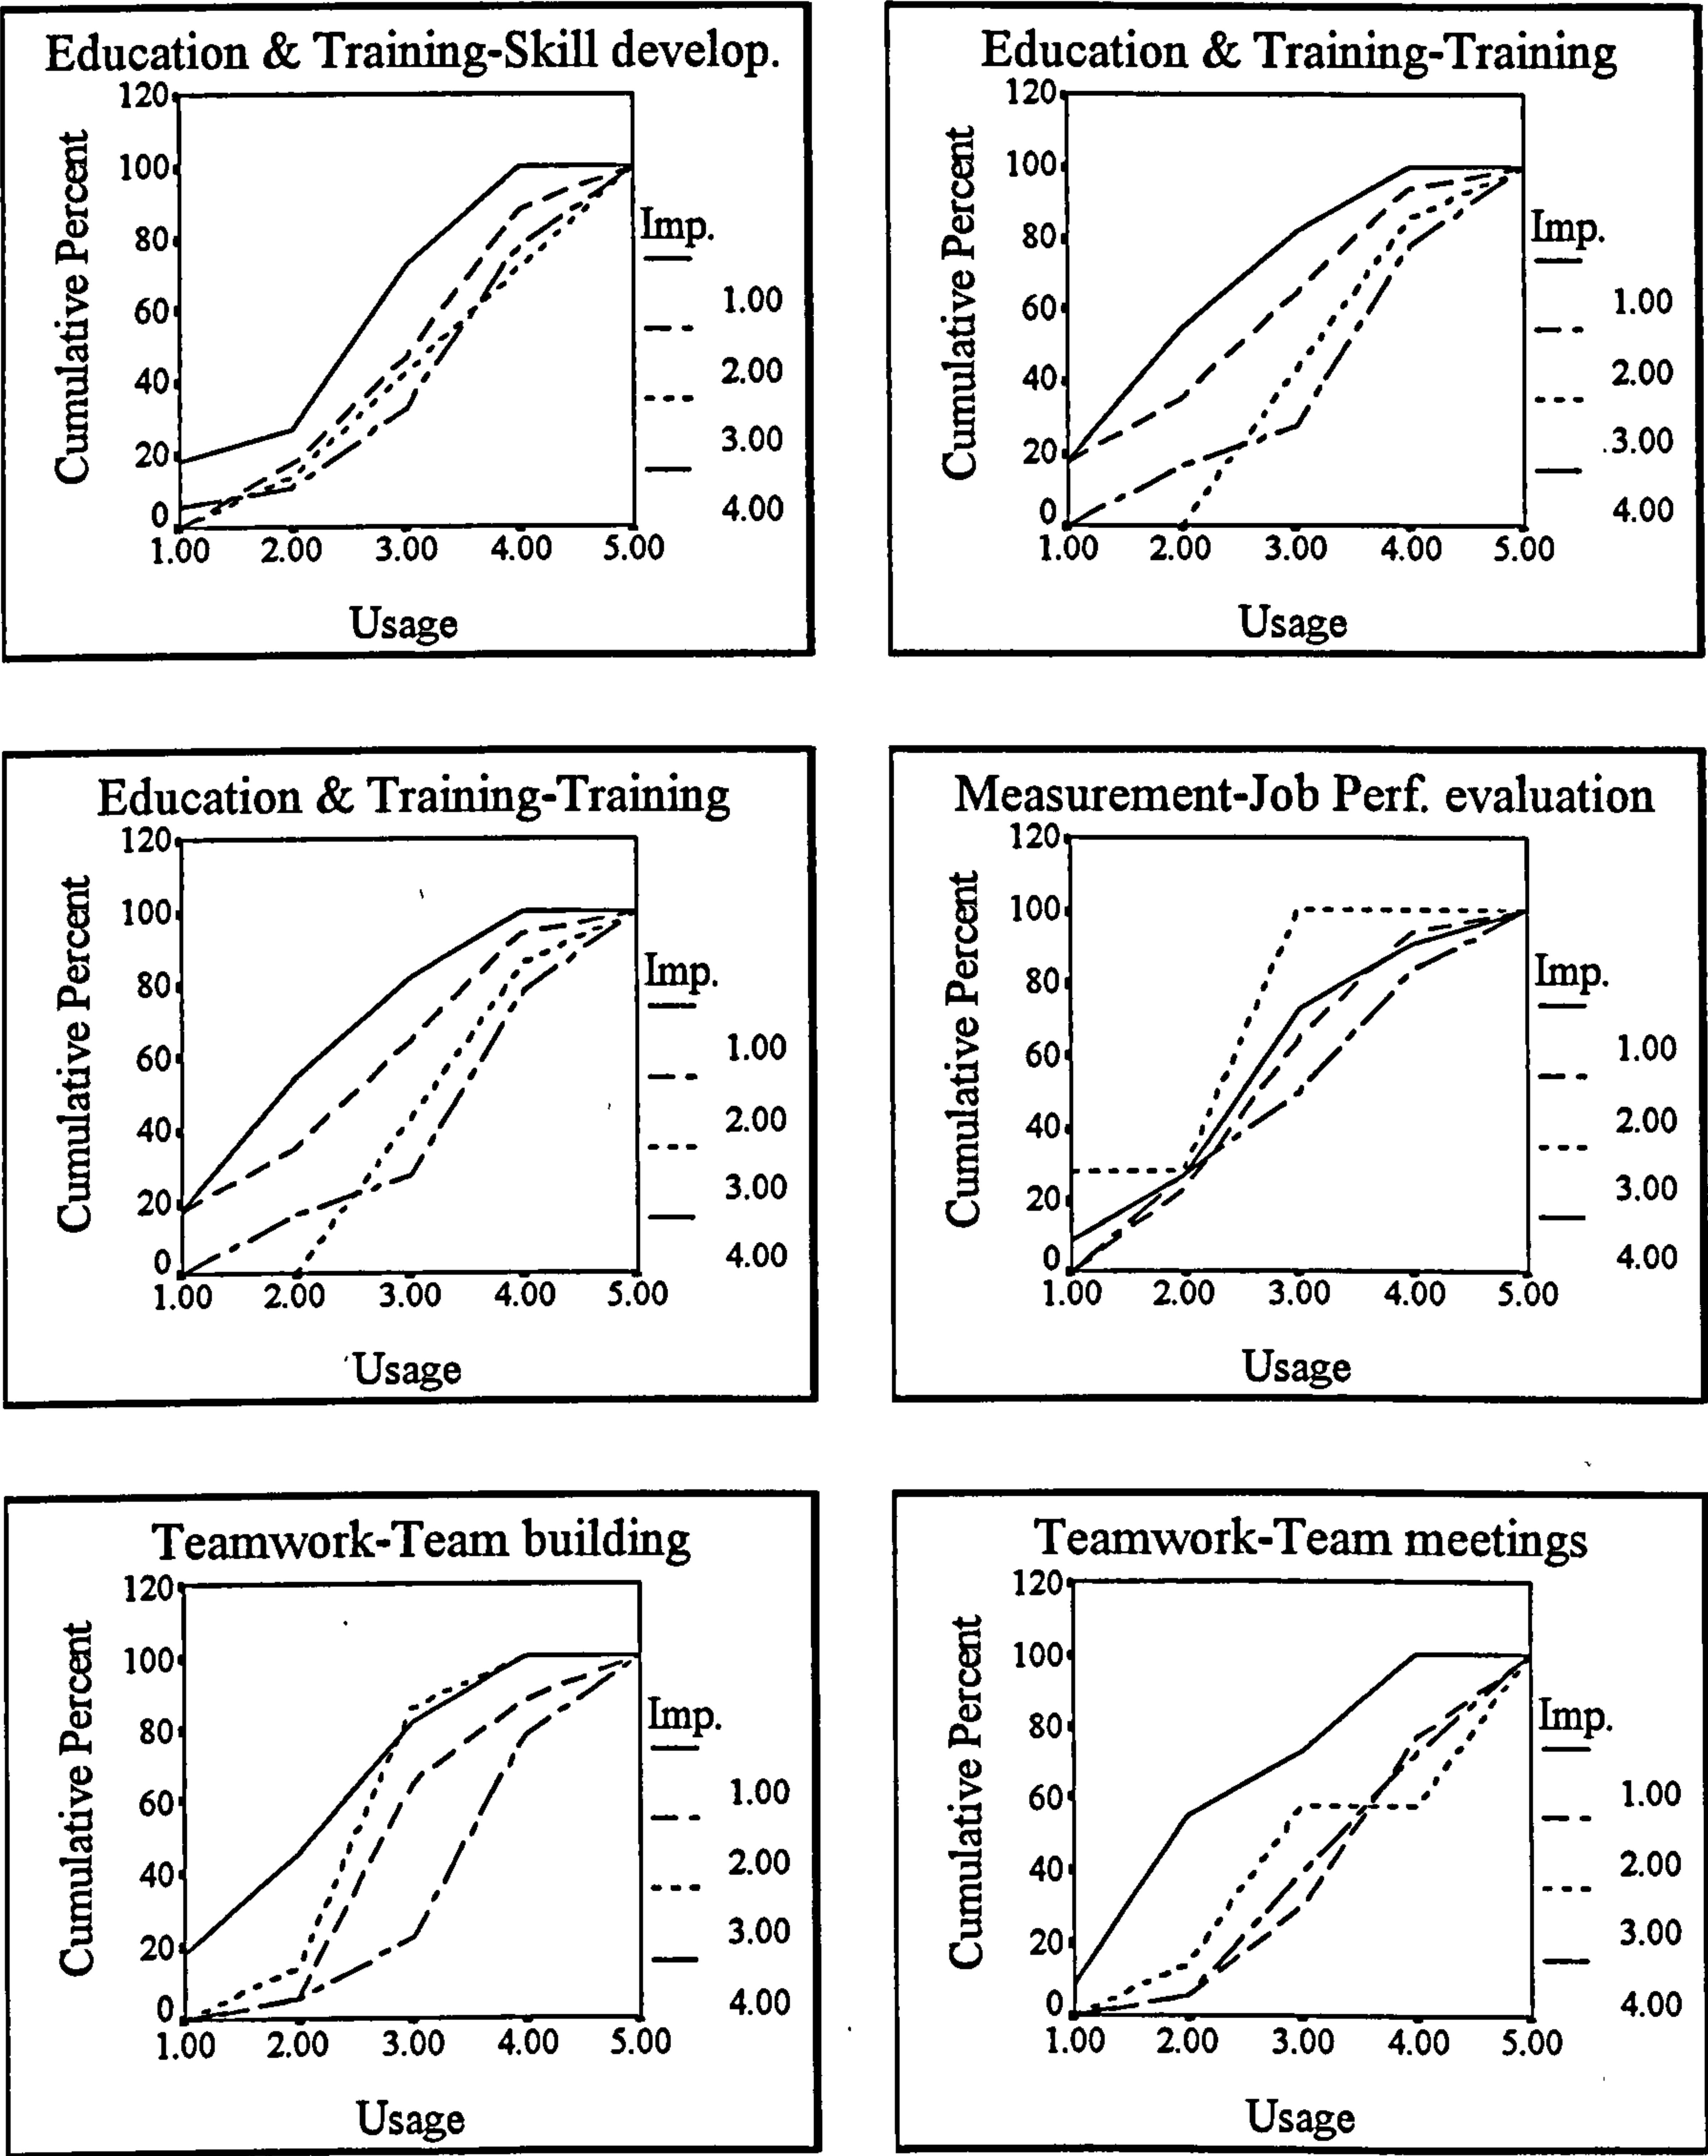 Education & Training-Skill develop.
120
100
80
60
40
20
0
Cumulative Percent
1.00 2.00 3.00 4.00 5.00
Usage
Imp.
1.00
2.00
3.00
4.00
Education & Training-Training
120
100
80
60
40
20
0
Cumulative Percent
1.00 2.00 3.00 4.00 5.00
Usage
Imp.
1.00
2.00
3.00
4.00
Education & Training-Training
120
100
80
60
40
20
0
Cumulative Percent
1.00 2.00 3.00 4.00 5.00
Usage
Imp.
1.00
2.00
3.00
4.00
Measurement-Job Perf. evaluation
120
100
80
60
40
20
0
Cumulative Percent
1.00 2.00 3.00 4.00 5.00
Usage
Imp.
1.00
2.00
3.00
4.00
Teamwork-Team building
120
100
80
60
40
20
0
Cumulative Percent
1.00 2.00 3.00 4.00 5.00
Usage
Imp.
1.00
2.00
3.00
4.00
Teamwork-Team meetings
120
100
80
60
40
20
0
Cumulative Percent
1.00 2.00 3.00 4.00 5.00
Usage
Imp.
1.00
2.00
3.00
4.00